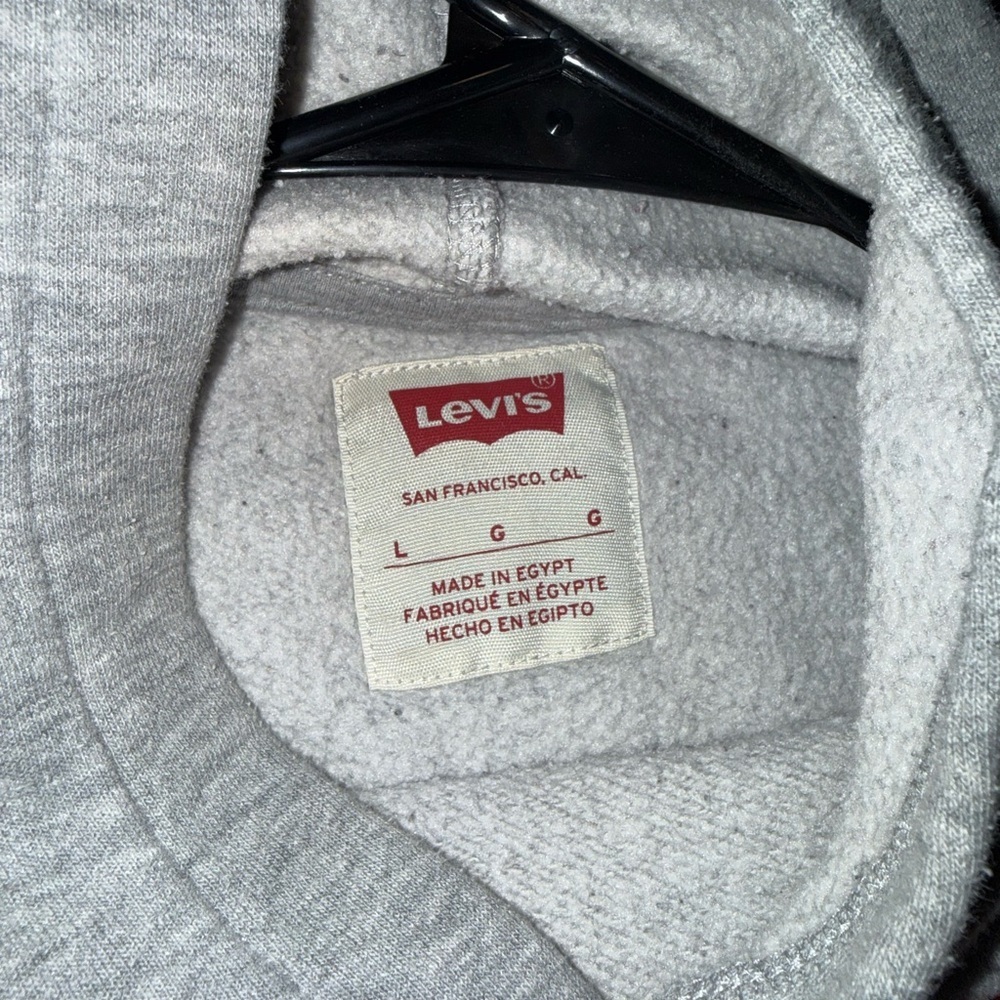 LEVI'S®
SAN FRANCISCO, CAL.
L G G
MADE IN EGYPT
FABRIQUÉ EN ÉGYPTE
HECHO EN EGIPTO